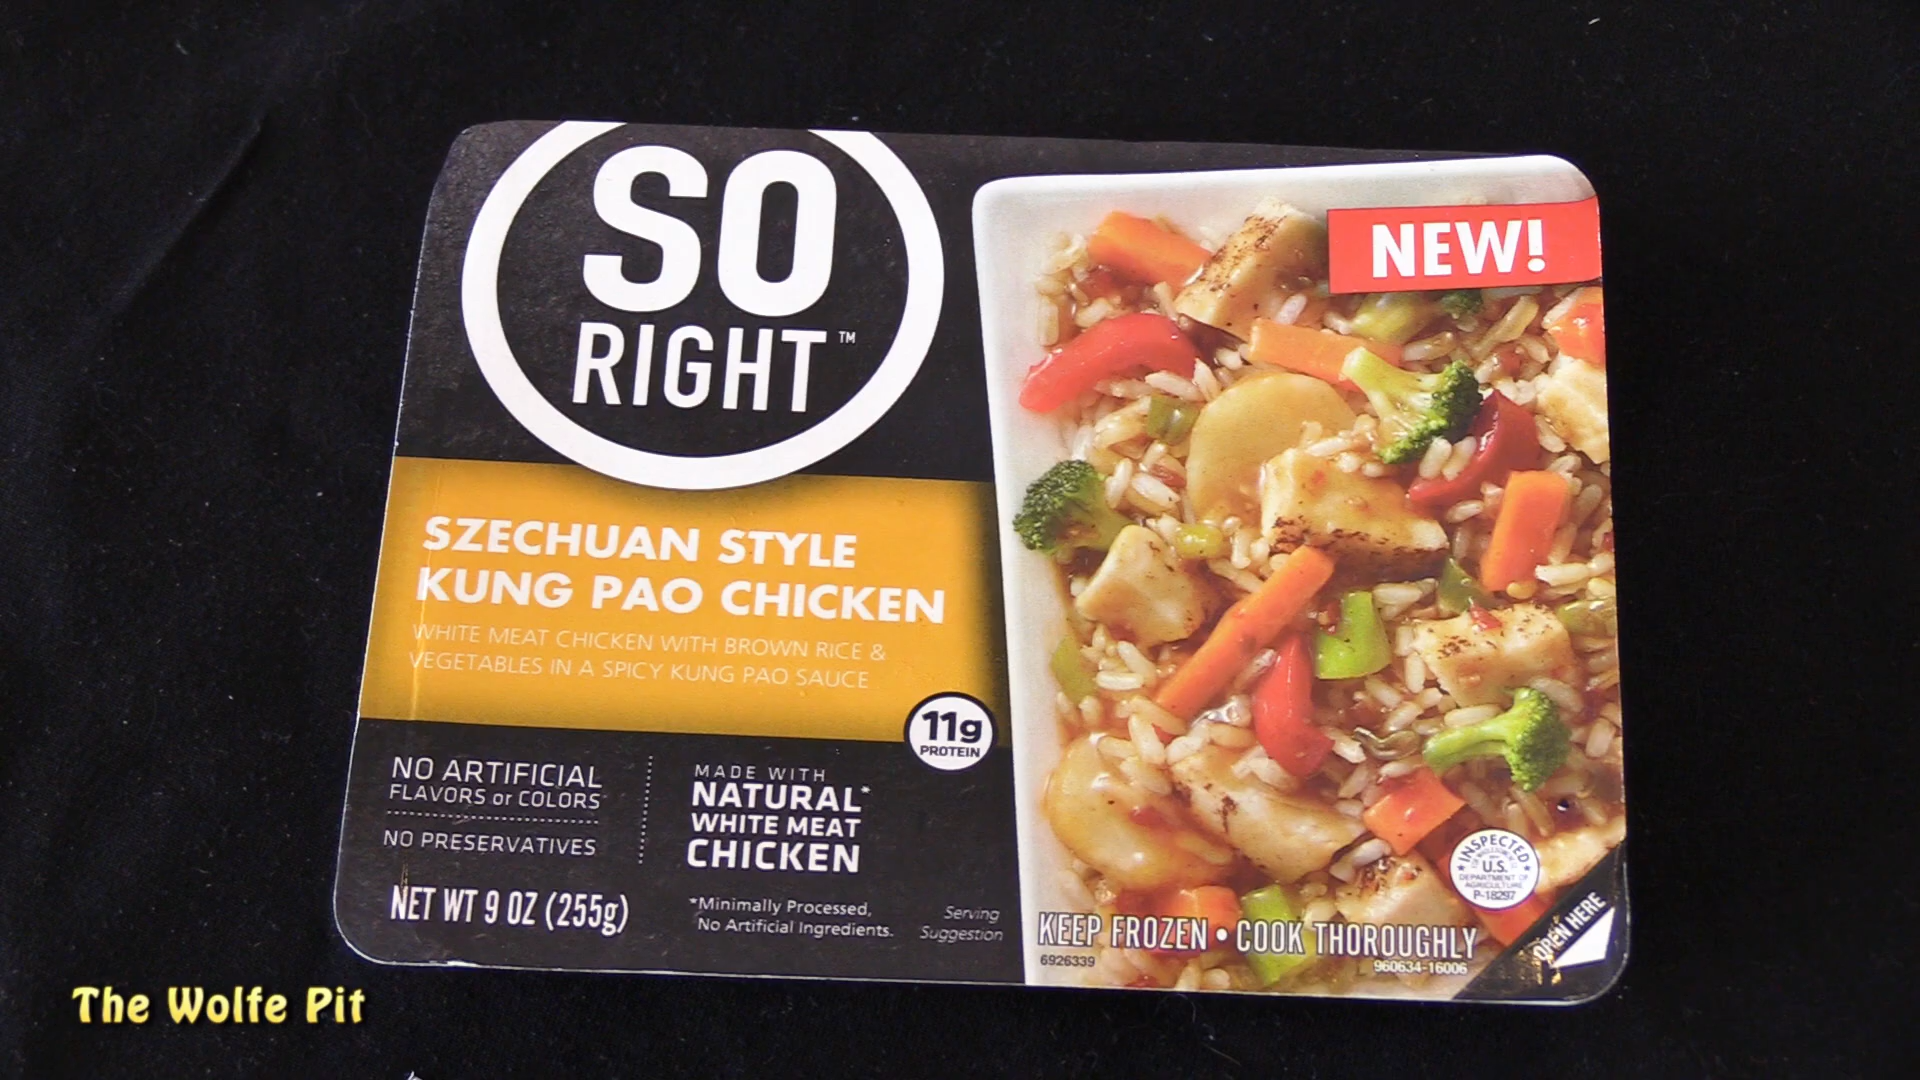 SO
RIGHT™
NEW!
SZECHUAN STYLE
KUNG PAO CHICKEN
WHITE MEAT CHICKEN WITH BROWN RICE &
VEGETABLES IN A SPICY KUNG PAO SAUCE
11g
PROTEIN
NO ARTIFICIAL
FLAVORS or COLORS
NO PRESERVATIVES
MADE WITH
NATURAL*
WHITE MEAT
CHICKEN
NET WT 9 OZ (255g)
*Minimally Processed,
No Artificial Ingredients.
Serving
Suggestion
INSPECTED
U.S.
DEPARTMENT OF
AGRICULTURE
P-18297
KEEP FROZEN • COOK THOROUGHLY
6926339
960634-16006
OPEN HERE
The Wolfe Pit